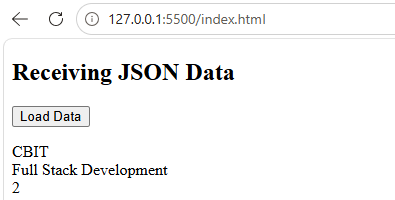 127.0.0.1:5500/index.html
Receiving JSON Data
Load Data
CBIT
Full Stack Development
2